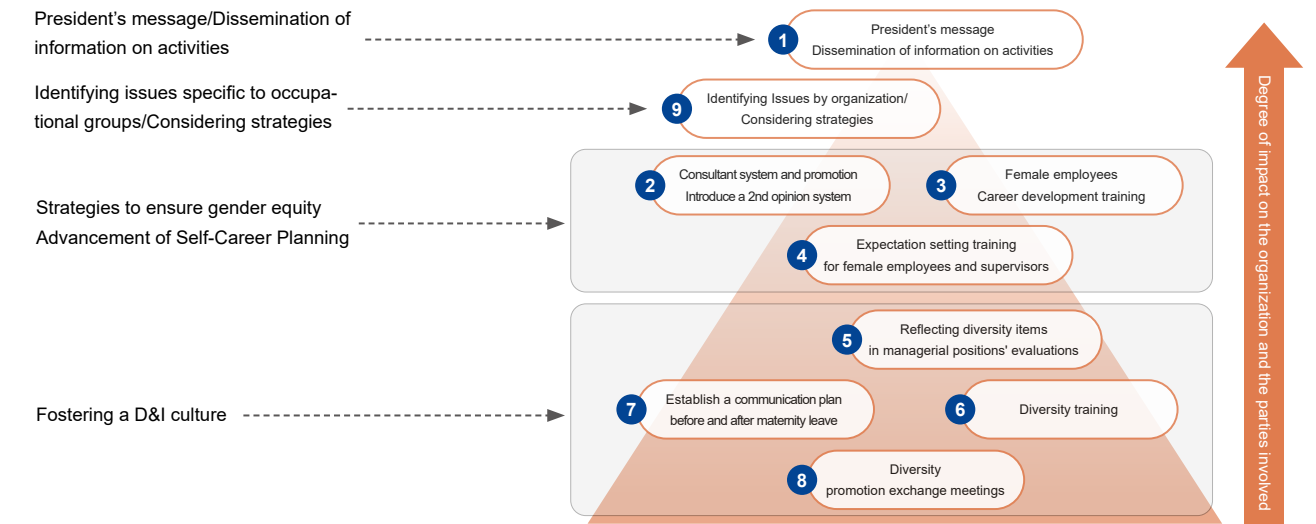 President's message/Dissemination of
information on activities
1
President's message
Dissemination of information on activities
Identifying issues specific to occupa-
tional groups/Considering strategies
9
Identifying Issues by organization/
Considering strategies
Strategies to ensure gender equity
Advancement of Self-Career Planning
2
Consultant system and promotion
Introduce a 2nd opinion system
3
Female employees
Career development training
4
Expectation setting training
for female employees and supervisors
Fostering a D&I culture
5
Reflecting diversity items
in managerial positions' evaluations
7
Establish a communication plan
before and after maternity leave
6
Diversity training
8
Diversity
promotion exchange meetings
Degree of impact on the organization and the parties involved